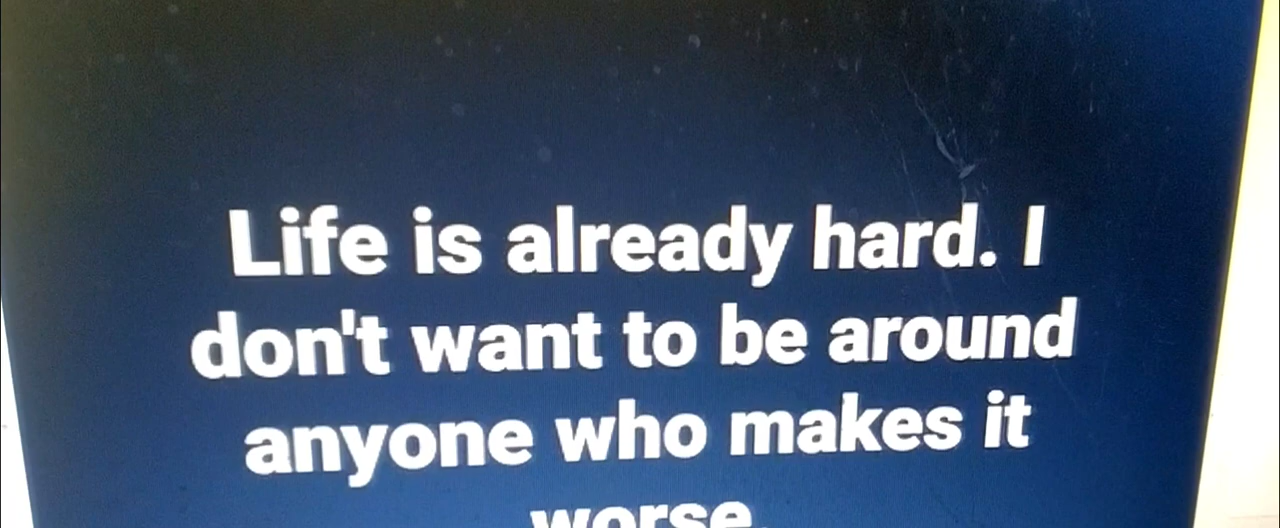 Life is already hard. I
don't want to be around
anyone who makes it
worse.